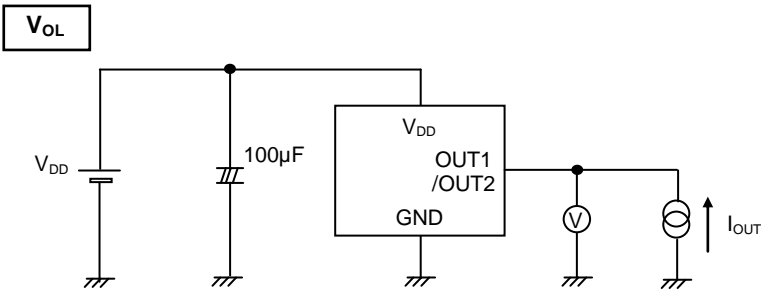 VOL
VDD
100µF
VDD
OUT1
/OUT2
GND
V
IOUT